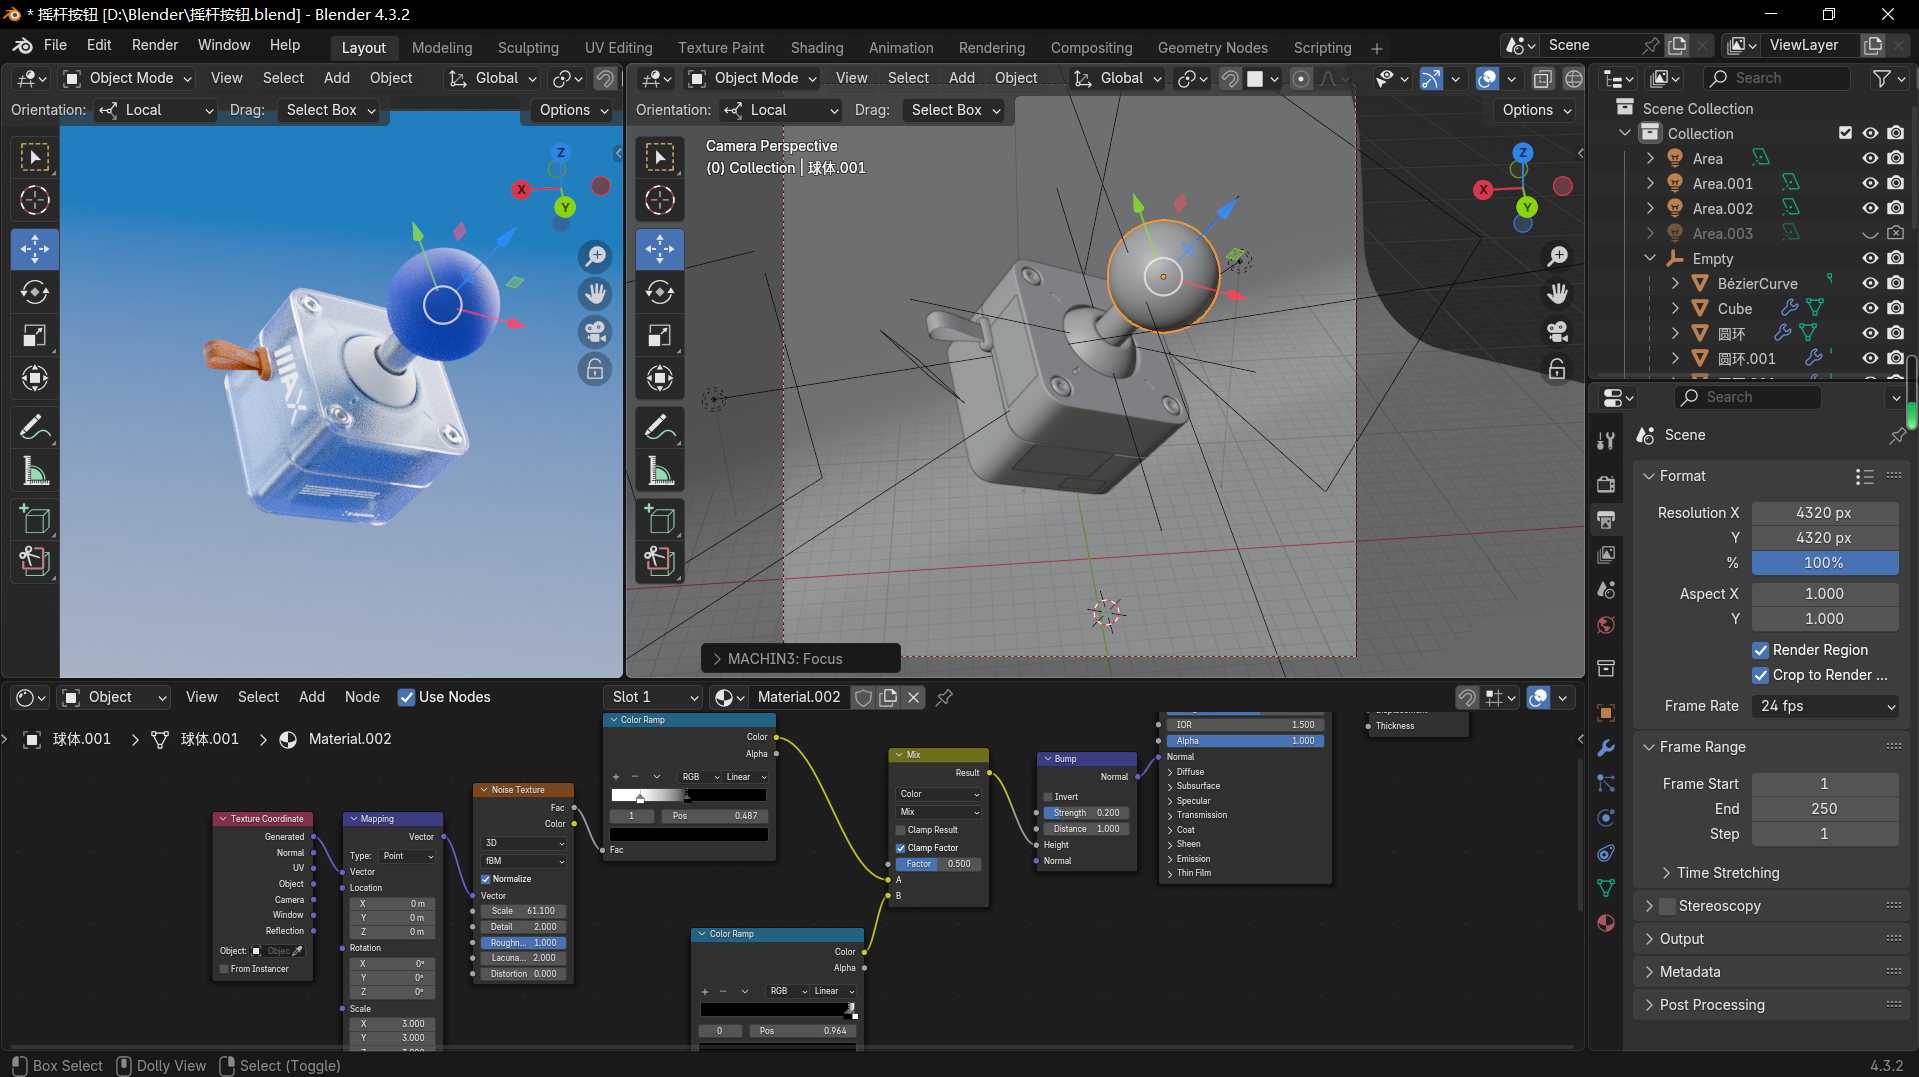 * 摇杆按钮 [D:\Blender\摇杆按钮.blend] - Blender 4.3.2
File Edit Render Window Help
Layout Modeling Sculpting UV Editing Texture Paint Shading Animation Rendering Compositing Geometry Nodes Scripting +
Scene
ViewLayer
Object Mode View Select Add Object Global
Orientation: Local Drag: Select Box Options
Z
X
Y
IIIAX
Object Mode View Select Add Object Global
Orientation: Local Drag: Select Box Options
Camera Perspective
(0) Collection | 球体.001
Z
X
Y
MACHIN3: Focus
Search
Scene Collection
Collection
Area
Area.001
Area.002
Area.003
Empty
BézierCurve
Cube
圆环
圆环.001
Search
Scene
Format
Resolution X 4320 px
Y 4320 px
% 100%
Aspect X 1.000
Y 1.000
Render Region
Crop to Render ...
Frame Rate 24 fps
Frame Range
Frame Start 1
End 250
Step 1
Time Stretching
Stereoscopy
Output
Metadata
Post Processing
Object View Select Add Node Use Nodes
Slot 1
Material.002
球体.001 > 球体.001 > Material.002
Texture Coordinate
Generated
Normal
UV
Object
Camera
Window
Reflection
Object: Objec
From Instancer
Mapping
Vector
Type: Point
Vector
Location
X 0 m
Y 0 m
Z 0 m
Rotation
X 0°
Y 0°
Z 0°
Scale
X 3.000
Y 3.000
Noise Texture
Fac
Color
3D
fBM
Normalize
Vector
Scale 61.100
Detail 2.000
Roughn... 1.000
Lacuna... 2.000
Distortion 0.000
Color Ramp
Color
Alpha
RGB Linear
1 Pos 0.487
Fac
Color Ramp
Color
Alpha
RGB Linear
0 Pos 0.964
Mix
Result
Color
Mix
Clamp Result
Clamp Factor
Factor 0.500
A
B
Bump
Normal
Invert
Strength 0.200
Distance 1.000
Height
Normal
IOR 1.500
Alpha 1.000
Normal
Diffuse
Subsurface
Specular
Transmission
Coat
Sheen
Emission
Thin Film
Thickness
Box Select Dolly View Select (Toggle)
4.3.2